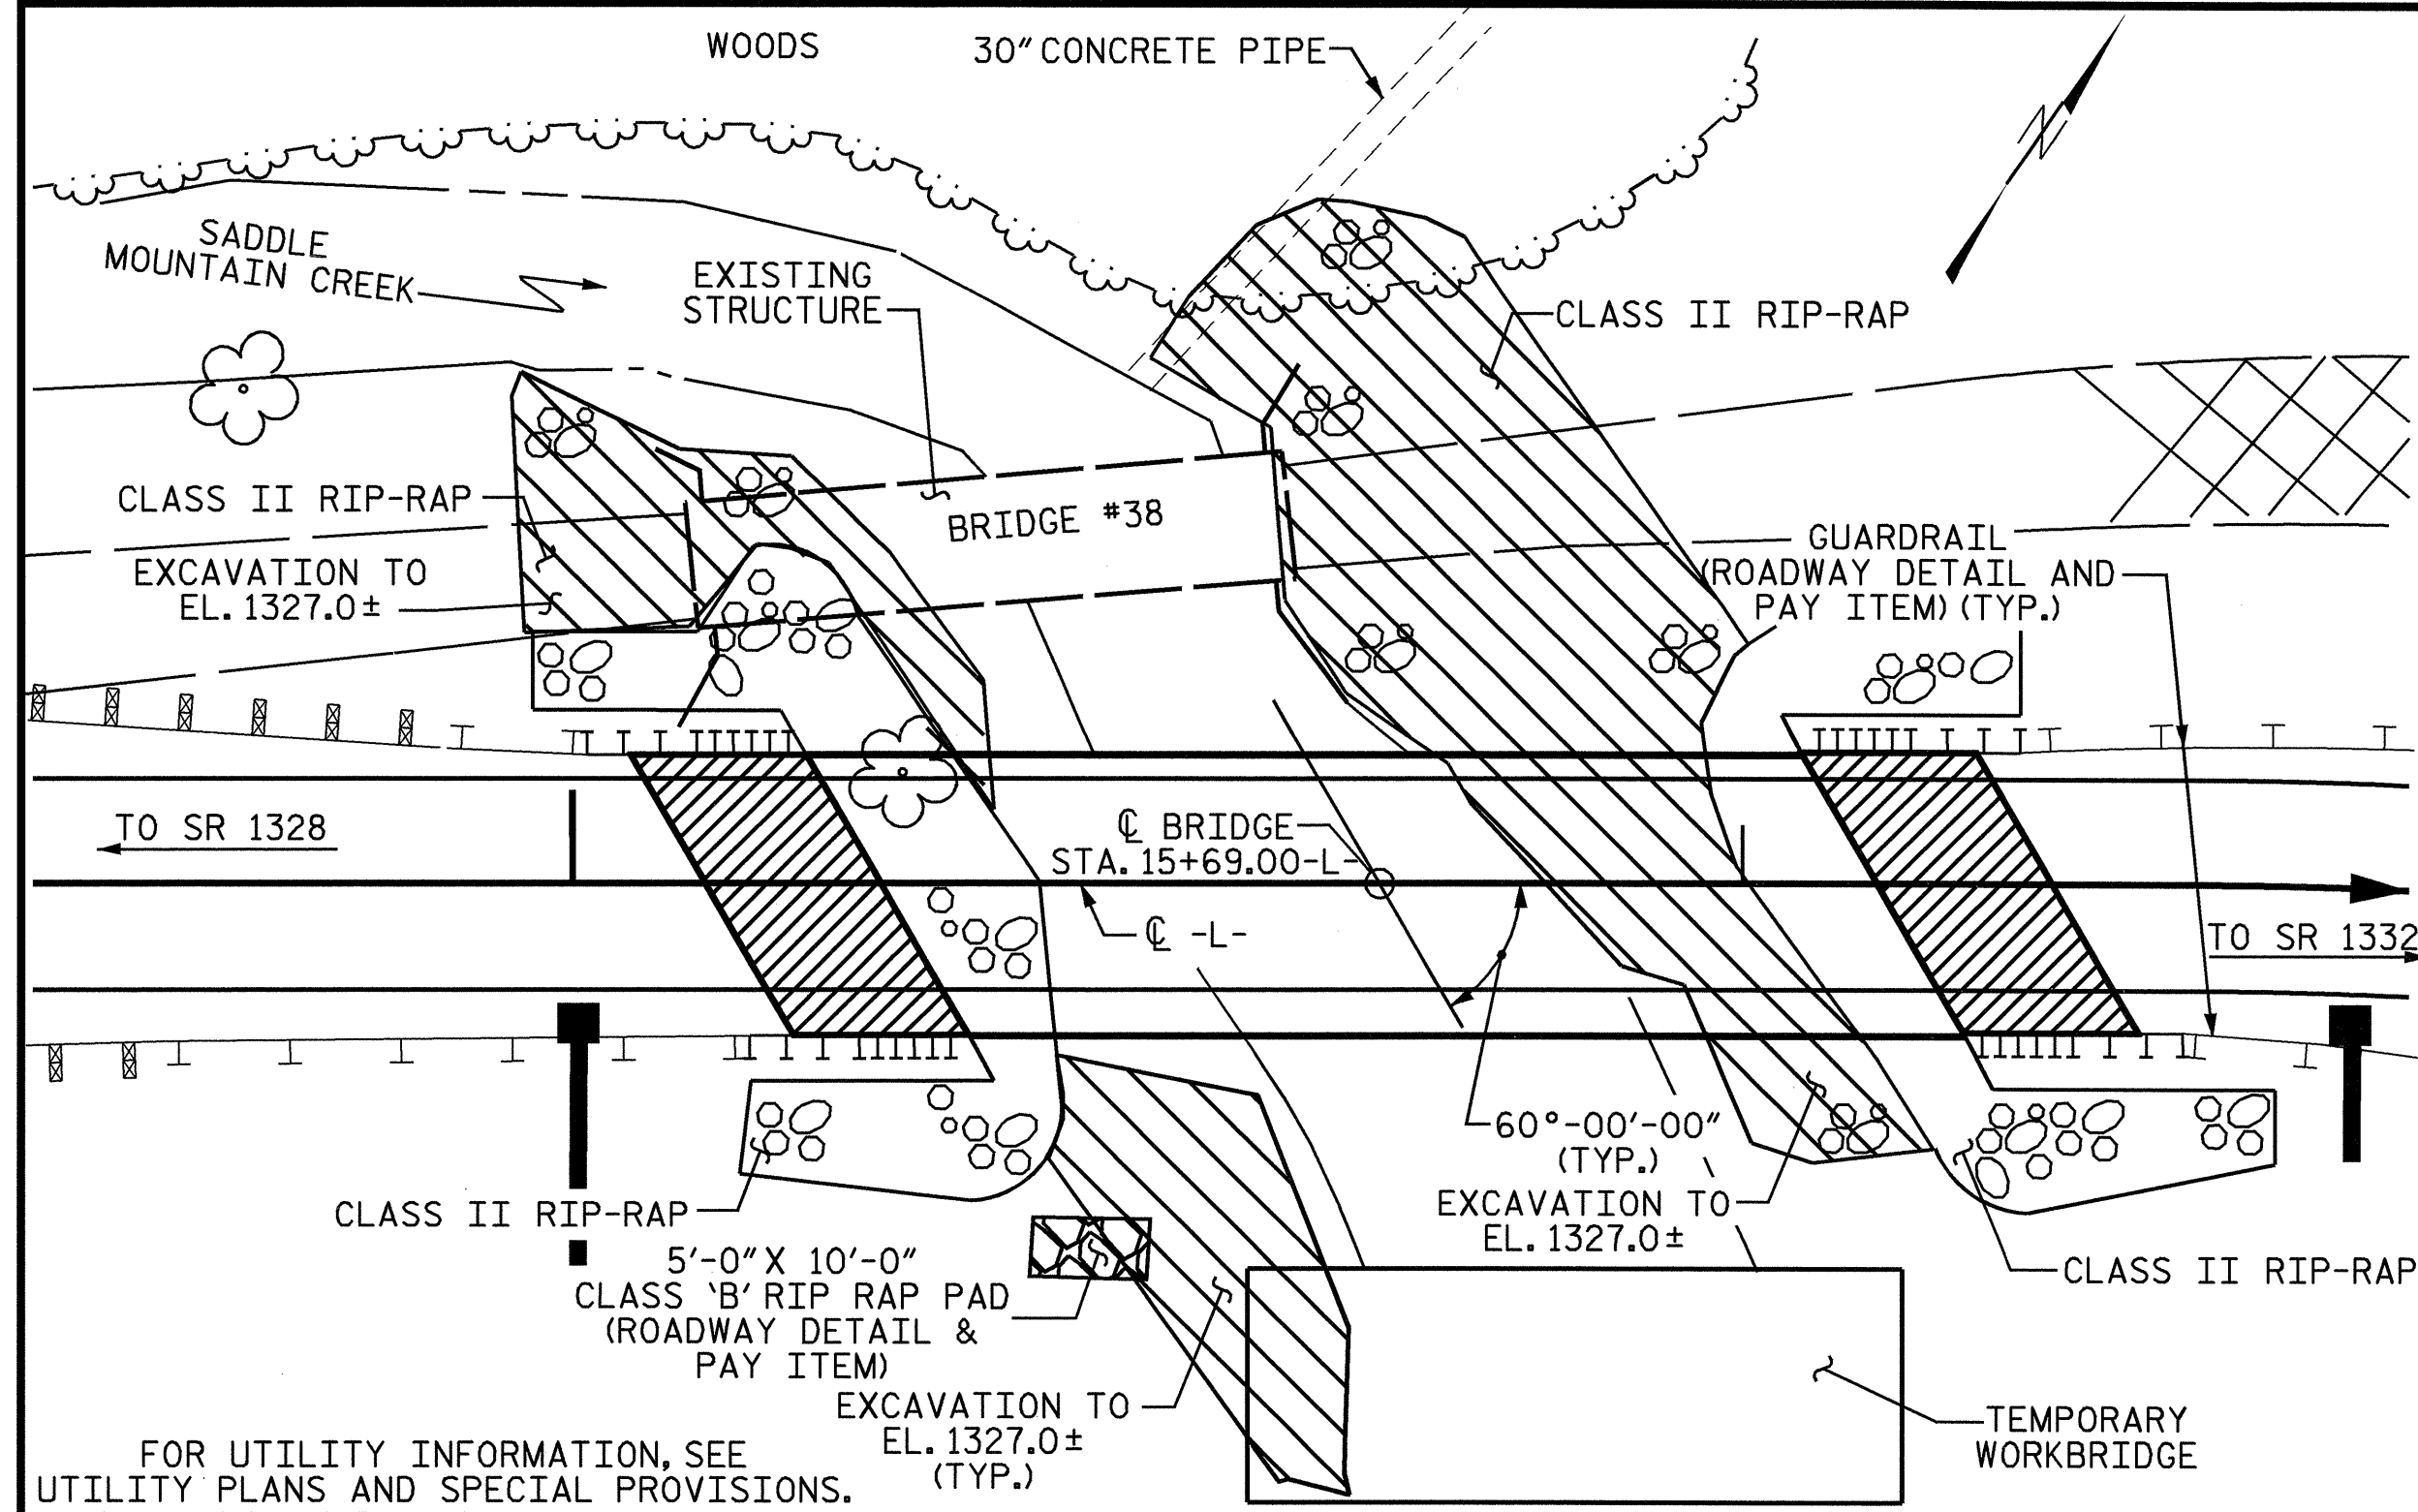 WOODS
30" CONCRETE PIPE
SADDLE
MOUNTAIN CREEK
EXISTING
STRUCTURE
CLASS II RIP-RAP
CLASS II RIP-RAP
BRIDGE #38
EXCAVATION TO
EL. 1327.0±
GUARDRAIL
(ROADWAY DETAIL AND
PAY ITEM) (TYP.)
TO SR 1328
℄ BRIDGE
STA. 15+69.00-L-
℄ -L-
TO SR 1332
60°-00'-00"
(TYP.)
EXCAVATION TO
EL. 1327.0±
CLASS II RIP-RAP
5'-0" X 10'-0"
CLASS 'B' RIP RAP PAD
(ROADWAY DETAIL &
PAY ITEM)
CLASS II RIP-RAP
EXCAVATION TO
EL. 1327.0±
(TYP.)
TEMPORARY
WORKBRIDGE
FOR UTILITY INFORMATION, SEE
UTILITY PLANS AND SPECIAL PROVISIONS.